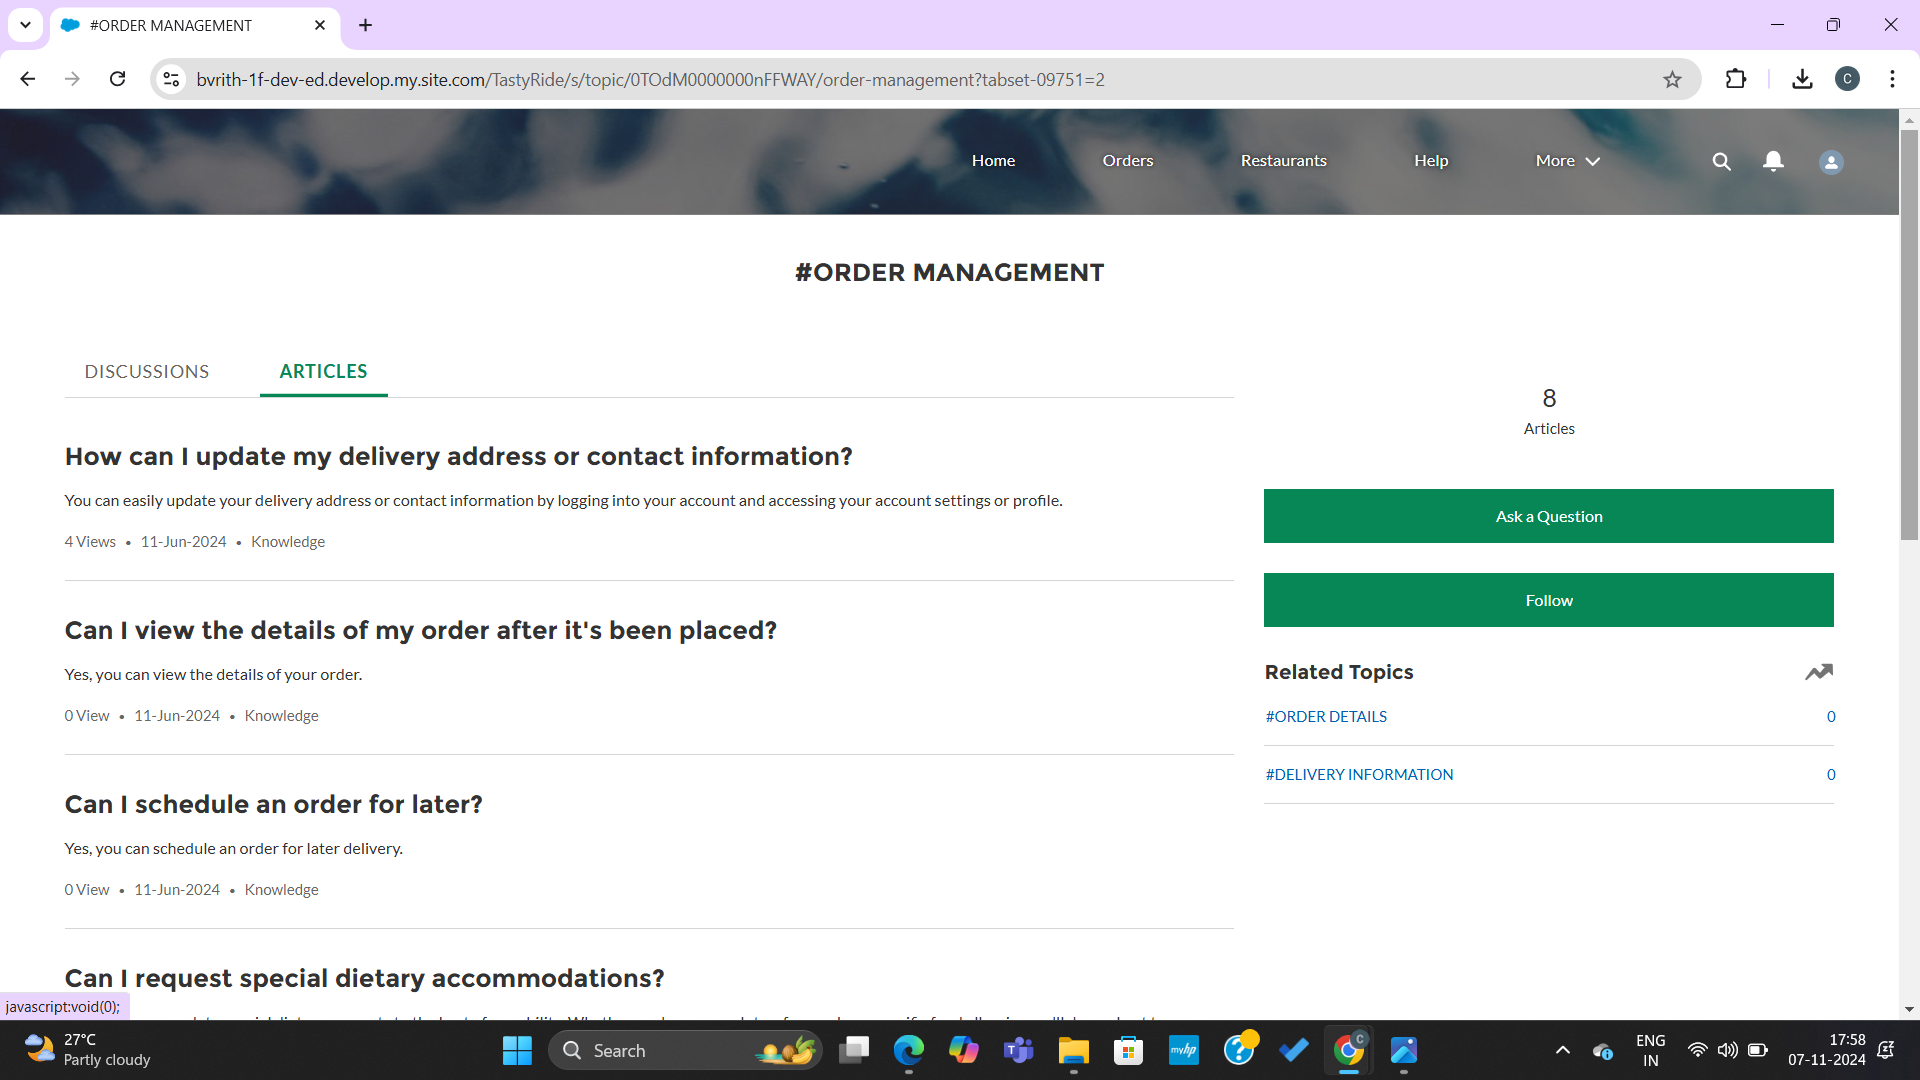 #ORDER MANAGEMENT
bvrith-1f-dev-ed.develop.my.site.com/TastyRide/s/topic/0TOdM0000000nFFWAY/order-management?tabset-09751=2
C
Home Orders Restaurants Help More
#ORDER MANAGEMENT
DISCUSSIONS ARTICLES
How can I update my delivery address or contact information?
You can easily update your delivery address or contact information by logging into your account and accessing your account settings or profile.
4 Views • 11-Jun-2024 • Knowledge
Can I view the details of my order after it's been placed?
Yes, you can view the details of your order.
0 View • 11-Jun-2024 • Knowledge
Can I schedule an order for later?
Yes, you can schedule an order for later delivery.
0 View • 11-Jun-2024 • Knowledge
Can I request special dietary accommodations?
8
Articles
Ask a Question
Follow
Related Topics
#ORDER DETAILS 0
#DELIVERY INFORMATION 0
javascript:void(0);
27°C
Partly cloudy
Search
myhp
C
ENG
IN
17:58
07-11-2024